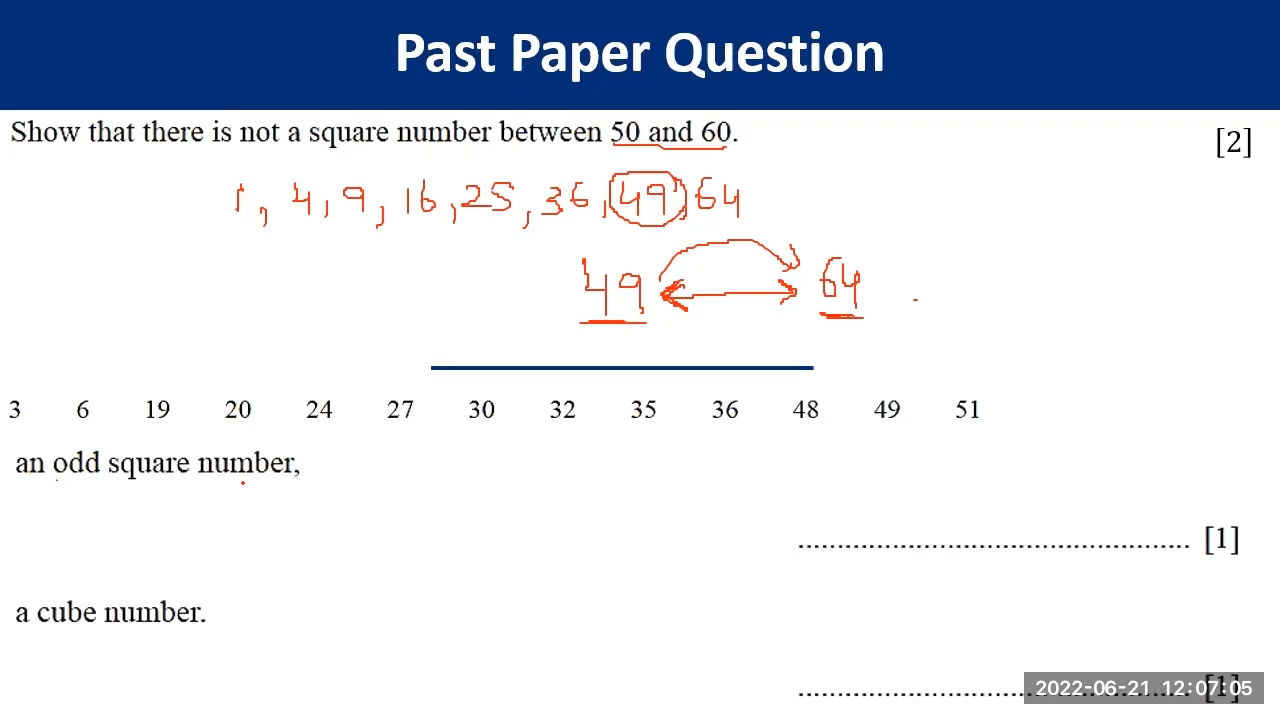 Past Paper Question
Show that there is not a square number between 50 and 60.
[2]
1, 4, 9, 16, 25, 36, 49, 64
49 64
3 6 19 20 24 27 30 32 35 36 48 49 51
an odd square number,
.................................................. [1]
a cube number.
.................................................. [1]
2022-06-21 12:07:05